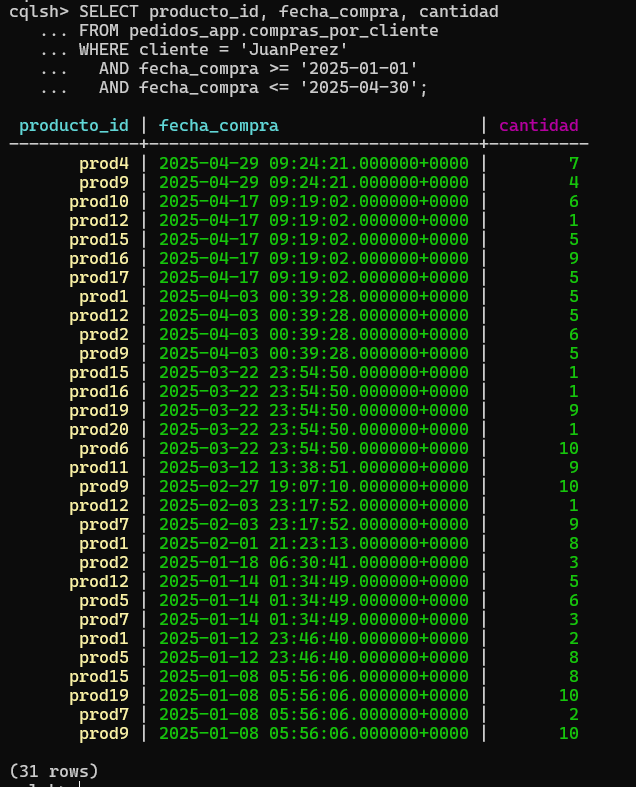 cqlsh> SELECT producto_id, fecha_compra, cantidad
   ... FROM pedidos_app.compras_por_cliente
   ... WHERE cliente = 'JuanPerez'
   ...   AND fecha_compra >= '2025-01-01'
   ...   AND fecha_compra <= '2025-04-30';
 producto_id | fecha_compra                    | cantidad
-------------+---------------------------------+----------
       prod4 | 2025-04-29 09:24:21.000000+0000 |        7
       prod9 | 2025-04-29 09:24:21.000000+0000 |        4
      prod10 | 2025-04-17 09:19:02.000000+0000 |        6
      prod12 | 2025-04-17 09:19:02.000000+0000 |        1
      prod15 | 2025-04-17 09:19:02.000000+0000 |        5
      prod16 | 2025-04-17 09:19:02.000000+0000 |        9
      prod17 | 2025-04-17 09:19:02.000000+0000 |        5
       prod1 | 2025-04-03 00:39:28.000000+0000 |        5
      prod12 | 2025-04-03 00:39:28.000000+0000 |        5
       prod2 | 2025-04-03 00:39:28.000000+0000 |        6
       prod9 | 2025-04-03 00:39:28.000000+0000 |        5
      prod15 | 2025-03-22 23:54:50.000000+0000 |        1
      prod16 | 2025-03-22 23:54:50.000000+0000 |        1
      prod19 | 2025-03-22 23:54:50.000000+0000 |        9
      prod20 | 2025-03-22 23:54:50.000000+0000 |        1
       prod6 | 2025-03-22 23:54:50.000000+0000 |       10
      prod11 | 2025-03-12 13:38:51.000000+0000 |        9
       prod9 | 2025-02-27 19:07:10.000000+0000 |       10
      prod12 | 2025-02-03 23:17:52.000000+0000 |        1
       prod7 | 2025-02-03 23:17:52.000000+0000 |        9
       prod1 | 2025-02-01 21:23:13.000000+0000 |        8
       prod2 | 2025-01-18 06:30:41.000000+0000 |        3
      prod12 | 2025-01-14 01:34:49.000000+0000 |        5
       prod5 | 2025-01-14 01:34:49.000000+0000 |        6
       prod7 | 2025-01-14 01:34:49.000000+0000 |        3
       prod1 | 2025-01-12 23:46:40.000000+0000 |        2
       prod5 | 2025-01-12 23:46:40.000000+0000 |        8
      prod15 | 2025-01-08 05:56:06.000000+0000 |        8
      prod19 | 2025-01-08 05:56:06.000000+0000 |       10
       prod7 | 2025-01-08 05:56:06.000000+0000 |        2
       prod9 | 2025-01-08 05:56:06.000000+0000 |       10
(31 rows)